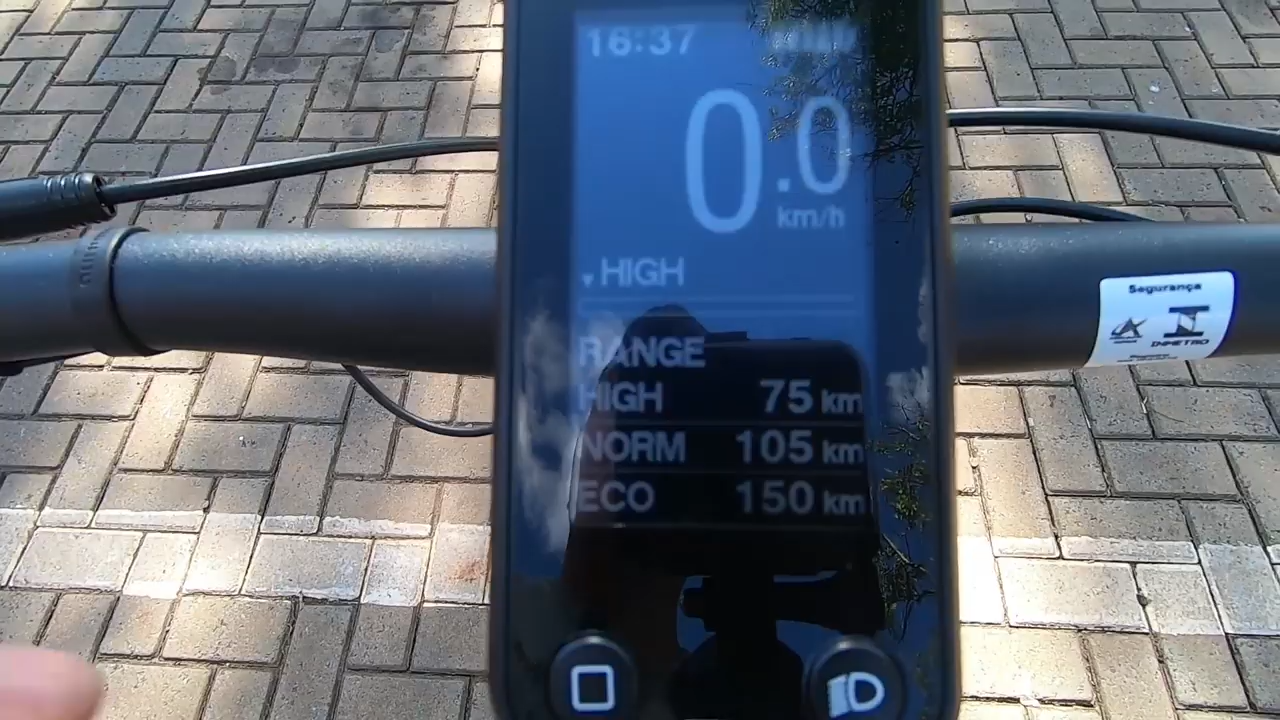 16:37
0.0
km/h
HIGH
RANGE
HIGH 75 km
NORM 105 km
ECO 150 km
Segurança
INMETRO